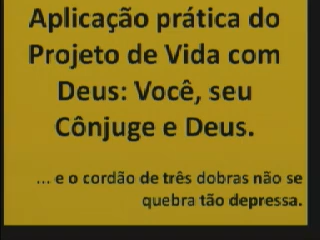 Aplicação prática do
Projeto de Vida com
Deus: Você, seu
Cônjuge e Deus.
... e o cordão de três dobras não se
quebra tão depressa.